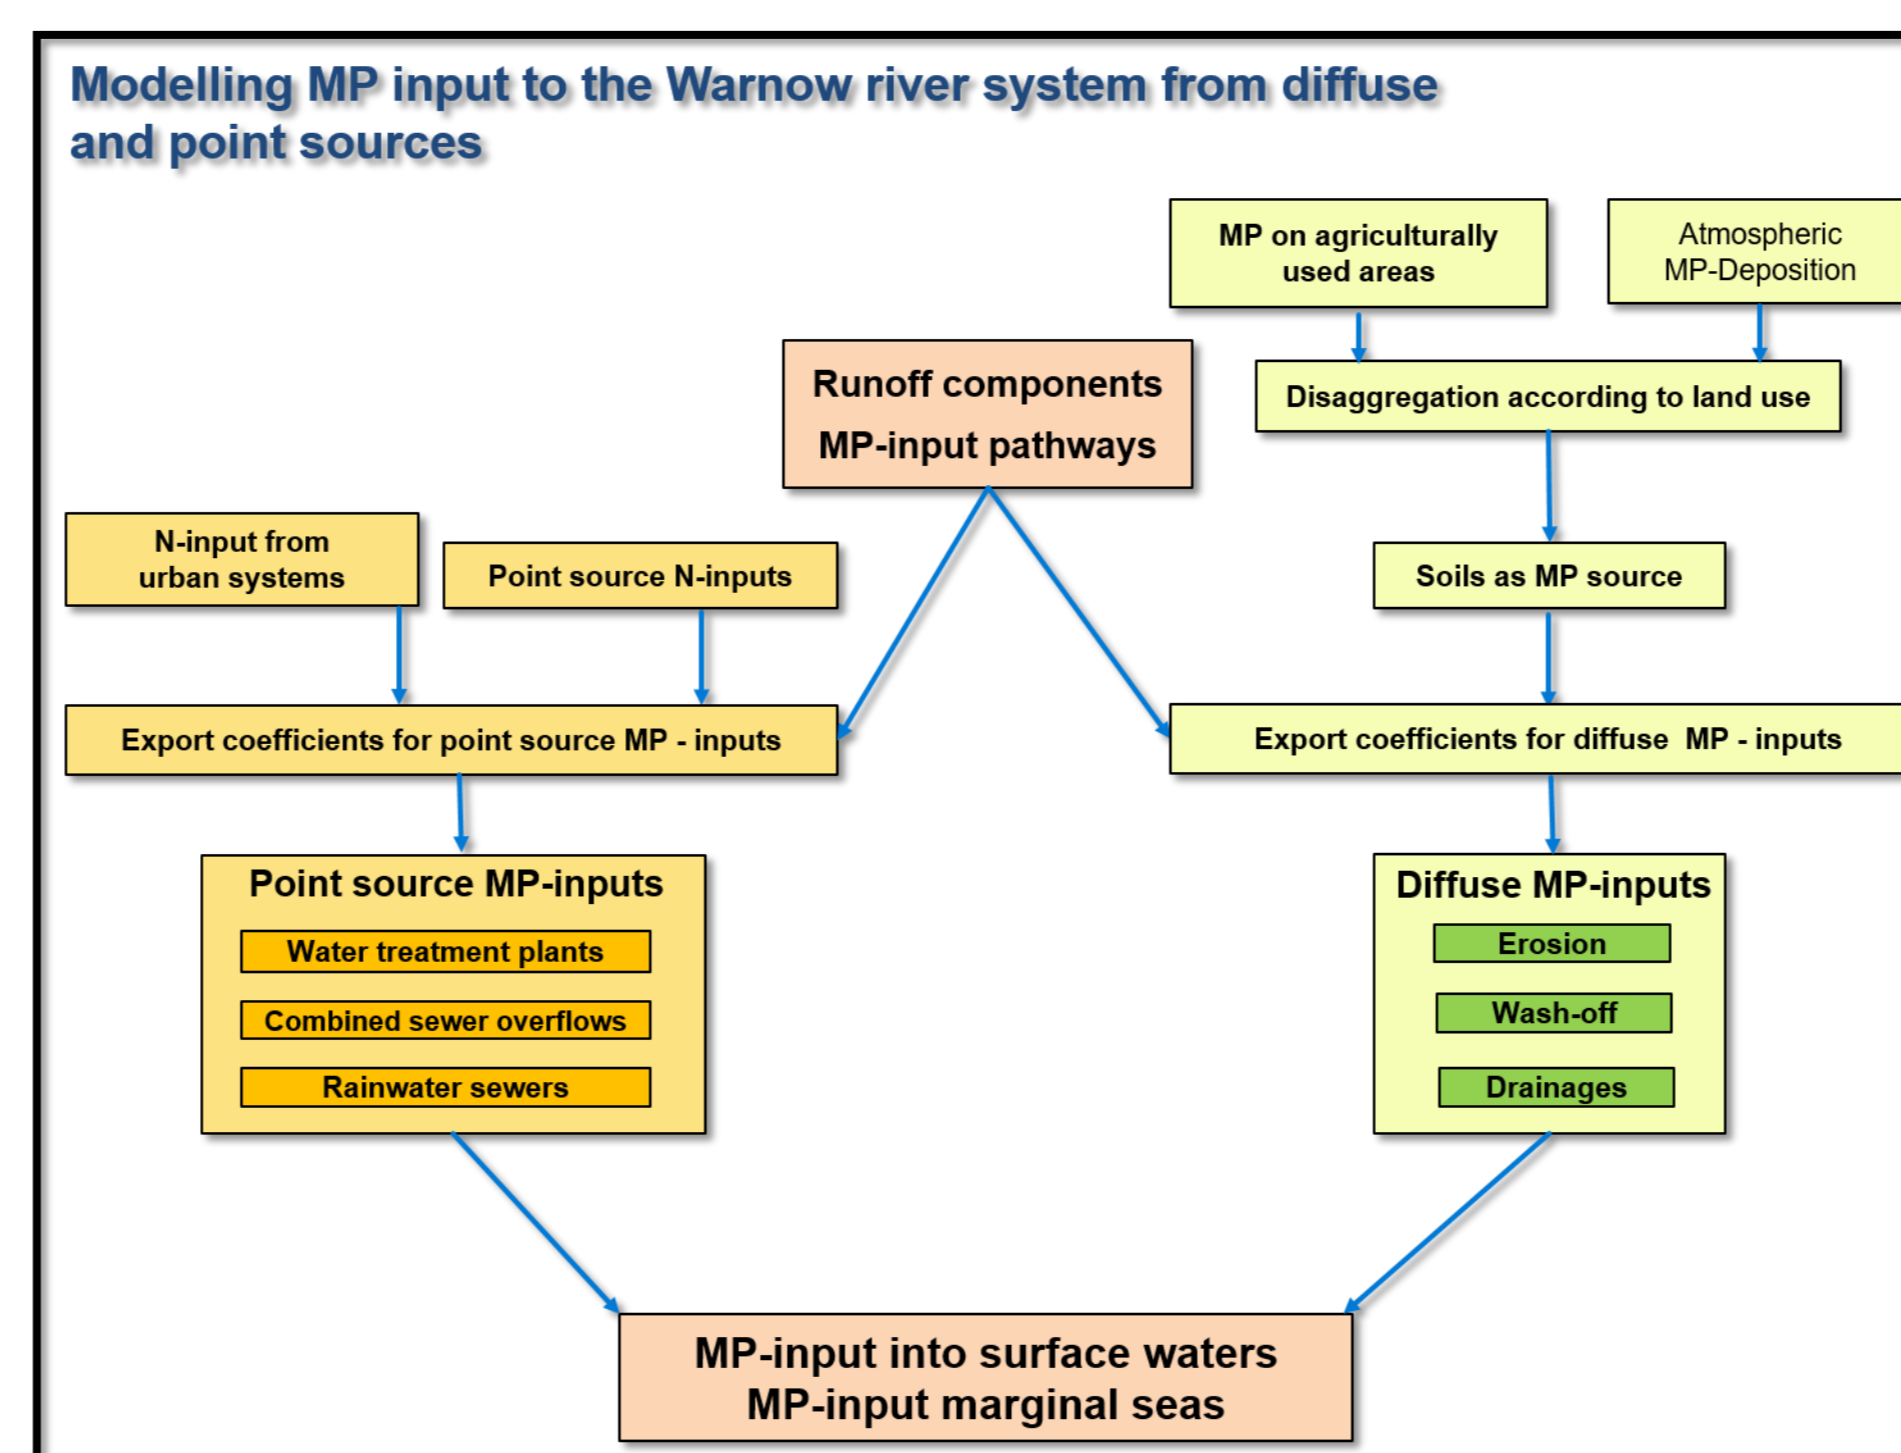 Modelling MP input to the Warnow river system from diffuse
and point sources
MP on agriculturally
used areas
Atmospheric
MP-Deposition
Runoff components
MP-input pathways
Disaggregation according to land use
N-input from
urban systems
Point source N-inputs
Soils as MP source
Export coefficients for point source MP - inputs
Export coefficients for diffuse MP - inputs
Point source MP-inputs
Water treatment plants
Combined sewer overflows
Rainwater sewers
Diffuse MP-inputs
Erosion
Wash-off
Drainages
MP-input into surface waters
MP-input marginal seas